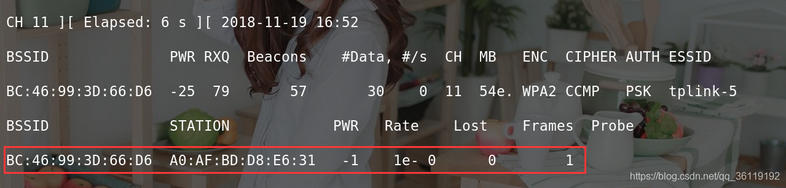 CH 11 ][ Elapsed: 6 s ][ 2018-11-19 16:52
BSSID PWR RXQ Beacons #Data, #/s CH MB ENC CIPHER AUTH ESSID
BC:46:99:3D:66:D6 -25 79 57 30 0 11 54e. WPA2 CCMP PSK tplink-5
BSSID STATION PWR Rate Lost Frames Probe
BC:46:99:3D:66:D6 A0:AF:BD:D8:E6:31 -1 1e- 0 0 1
https://blog.csdn.net/qq_36119192